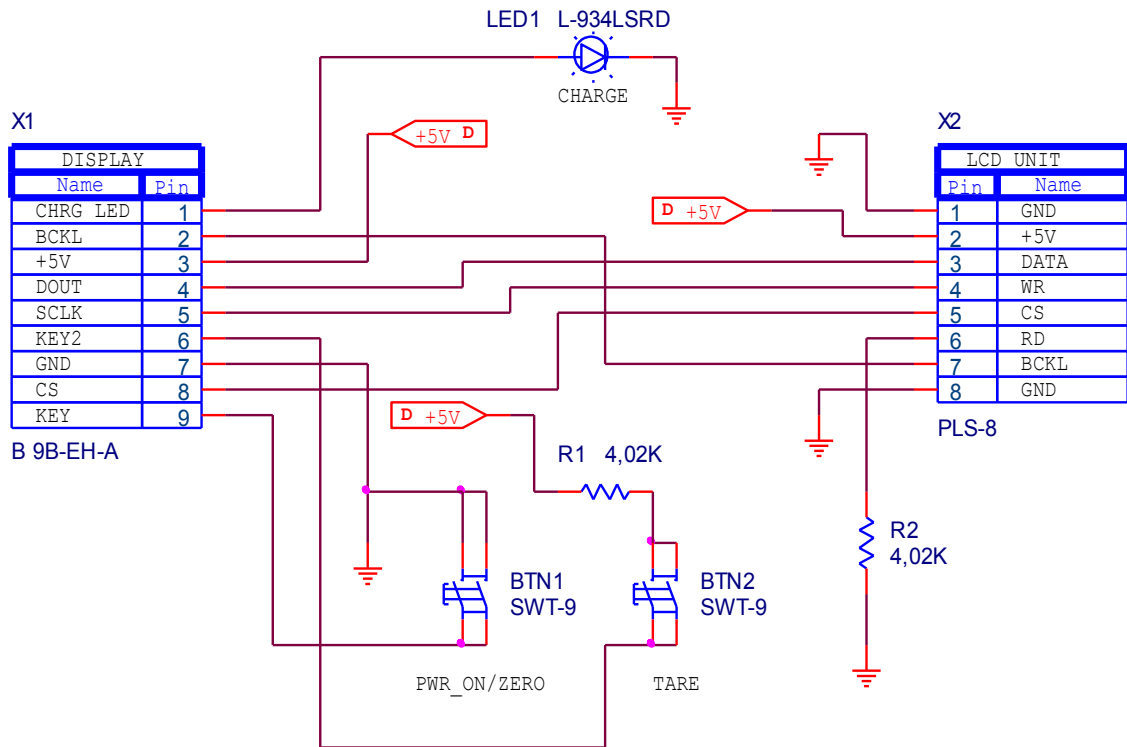 LED1 L-934LSRD
CHARGE
X1
DISPLAY
Name Pin
CHRG LED 1
BCKL 2
+5V 3
DOUT 4
SCLK 5
KEY2 6
GND 7
CS 8
KEY 9
B 9B-EH-A
+5V D
D +5V
D +5V
X2
LCD UNIT
Pin Name
1 GND
2 +5V
3 DATA
4 WR
5 CS
6 RD
7 BCKL
8 GND
PLS-8
R1 4,02K
R2
4,02K
BTN1
SWT-9
BTN2
SWT-9
PWR_ON/ZERO
TARE